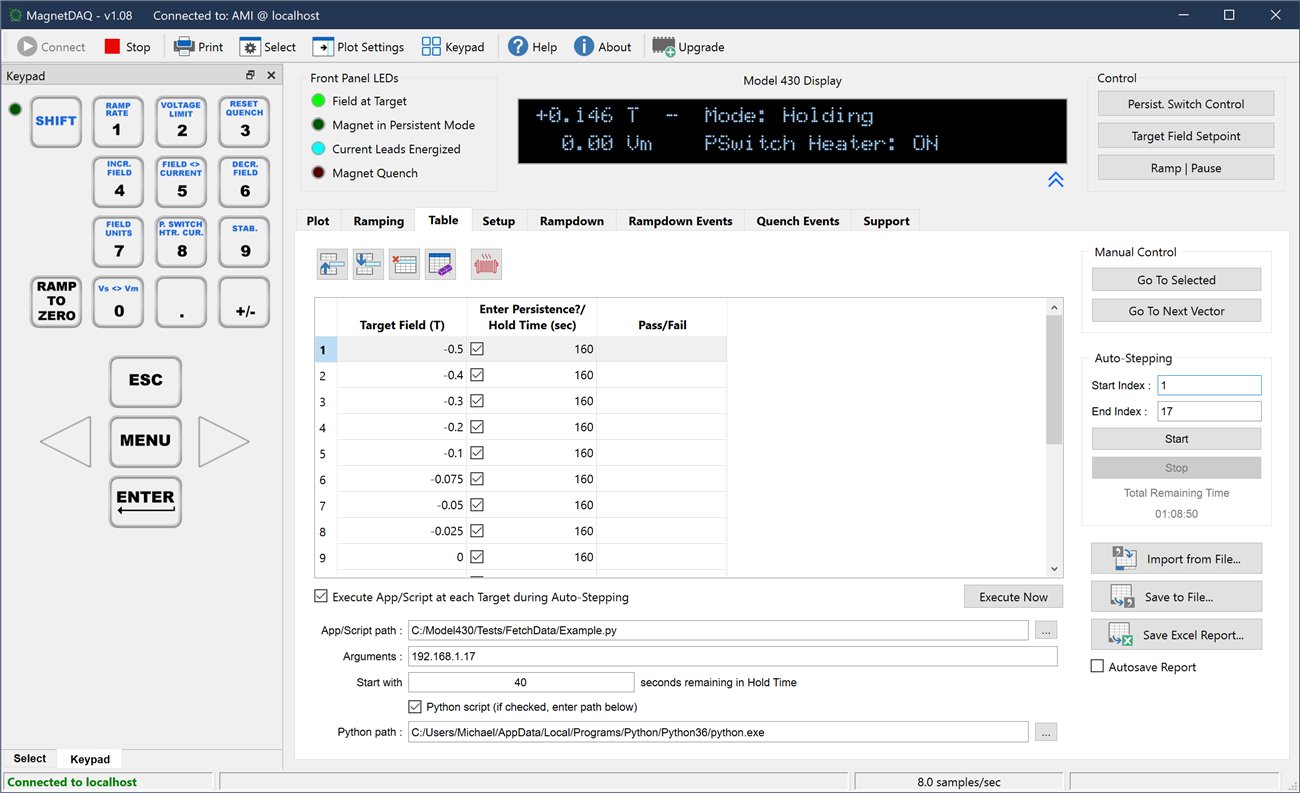 MagnetDAQ - v1.08 Connected to: AMI @ localhost
Connect Stop Print Select Plot Settings Keypad Help About Upgrade
Keypad
SHIFT
RAMP RATE
1
VOLTAGE LIMIT
2
RESET QUENCH
3
INCR. FIELD
4
FIELD <> CURRENT
5
DECR. FIELD
6
FIELD UNITS
7
P. SWITCH HTR. CUR.
8
STAB.
9
RAMP TO ZERO
Vs <> Vm
0
.
+/-
ESC
MENU
ENTER
Select Keypad
Front Panel LEDs
Field at Target
Magnet in Persistent Mode
Current Leads Energized
Magnet Quench
Model 430 Display
+0.146 T – Mode: Holding
0.00 Vm PSwitch Heater: ON
Control
Persist. Switch Control
Target Field Setpoint
Ramp | Pause
Plot Ramping Table Setup Rampdown Rampdown Events Quench Events Support
Target Field (T) Enter Persistence?/ Hold Time (sec) Pass/Fail
1 -0.5 160
2 -0.4 160
3 -0.3 160
4 -0.2 160
5 -0.1 160
6 -0.075 160
7 -0.05 160
8 -0.025 160
9 0 160
Execute App/Script at each Target during Auto-Stepping Execute Now
App/Script path : C:/Model430/Tests/FetchData/Example.py ...
Arguments : 192.168.1.17
Start with 40 seconds remaining in Hold Time
Python script (if checked, enter path below)
Python path : C:/Users/Michael/AppData/Local/Programs/Python/Python36/python.exe ...
Manual Control
Go To Selected
Go To Next Vector
Auto-Stepping
Start Index : 1
End Index : 17
Start
Stop
Total Remaining Time
01:08:50
Import from File...
Save to File...
Save Excel Report...
Autosave Report
Connected to localhost 8.0 samples/sec